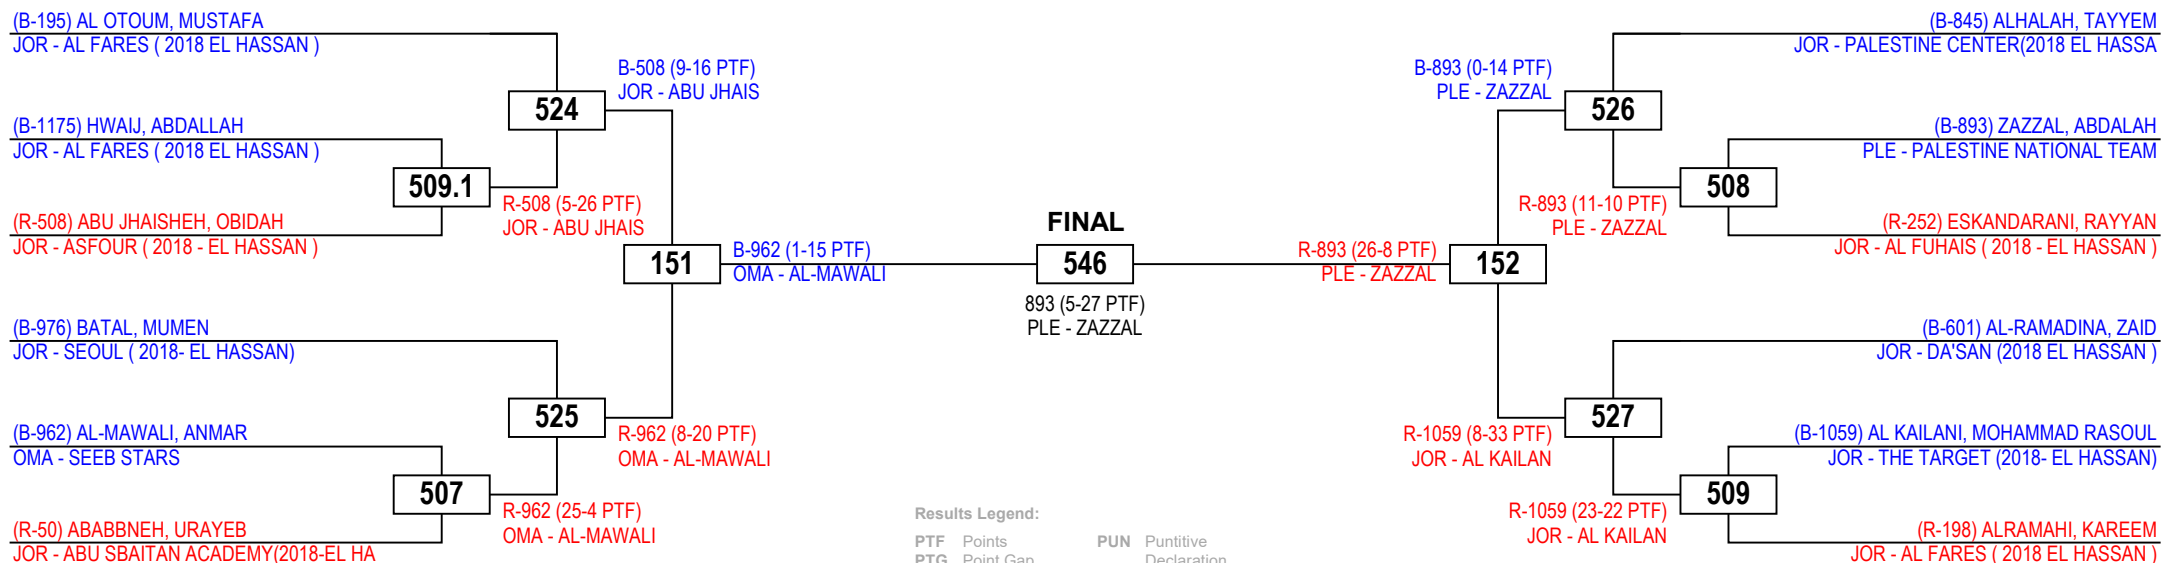 (B-195) AL OTOUM, MUSTAFA
JOR - AL FARES ( 2018 EL HASSAN )
(B-1175) HWAIJ, ABDALLAH
JOR - AL FARES ( 2018 EL HASSAN )
(R-508) ABU JHAISHEH, OBIDAH
JOR - ASFOUR ( 2018 - EL HASSAN )
(B-976) BATAL, MUMEN
JOR - SEOUL ( 2018- EL HASSAN)
(B-962) AL-MAWALI, ANMAR
OMA - SEEB STARS
(R-50) ABABBNEH, URAYEB
JOR - ABU SBAITAN ACADEMY(2018-EL HA
509.1
507
R-508 (5-26 PTF)
JOR - ABU JHAIS
R-962 (25-4 PTF)
OMA - AL-MAWALI
524
525
B-508 (9-16 PTF)
JOR - ABU JHAIS
R-962 (8-20 PTF)
OMA - AL-MAWALI
151
B-962 (1-15 PTF)
OMA - AL-MAWALI
FINAL
546
893 (5-27 PTF)
PLE - ZAZZAL
R-893 (26-8 PTF)
PLE - ZAZZAL
152
B-893 (0-14 PTF)
PLE - ZAZZAL
R-1059 (8-33 PTF)
JOR - AL KAILAN
526
527
R-893 (11-10 PTF)
PLE - ZAZZAL
R-1059 (23-22 PTF)
JOR - AL KAILAN
508
509
(B-845) ALHALAH, TAYYEM
JOR - PALESTINE CENTER(2018 EL HASSA
(B-893) ZAZZAL, ABDALAH
PLE - PALESTINE NATIONAL TEAM
(R-252) ESKANDARANI, RAYYAN
JOR - AL FUHAIS ( 2018 - EL HASSAN )
(B-601) AL-RAMADINA, ZAID
JOR - DA'SAN (2018 EL HASSAN )
(B-1059) AL KAILANI, MOHAMMAD RASOUL
JOR - THE TARGET (2018- EL HASSAN)
(R-198) ALRAMAHI, KAREEM
JOR - AL FARES ( 2018 EL HASSAN )
Results Legend:
PTF Points
PUN Puntitive
PTG Point Gap
Declaration